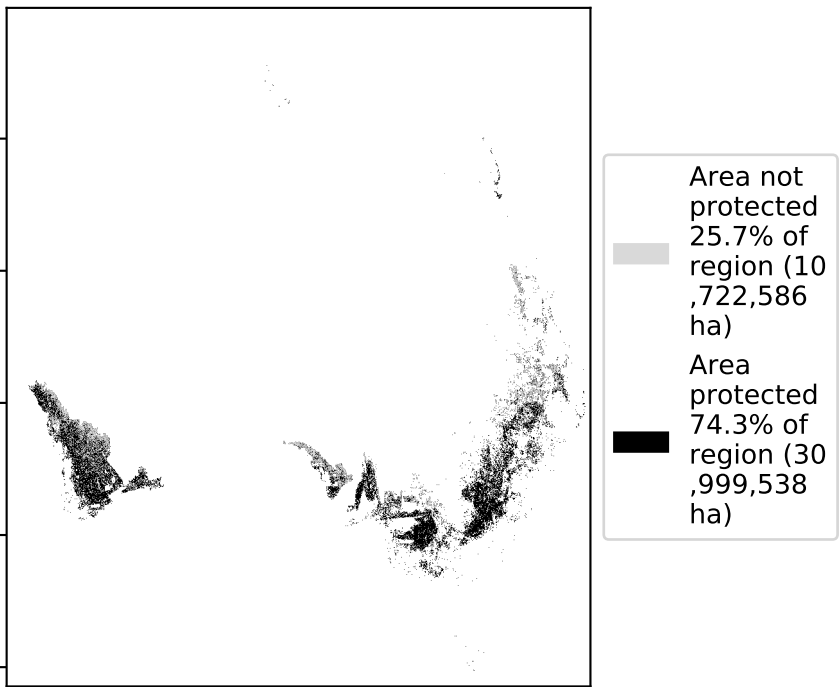 Area not
protected
25.7% of
region (10
,722,586
ha)
Area
protected
74.3% of
region (30
,999,538
ha)